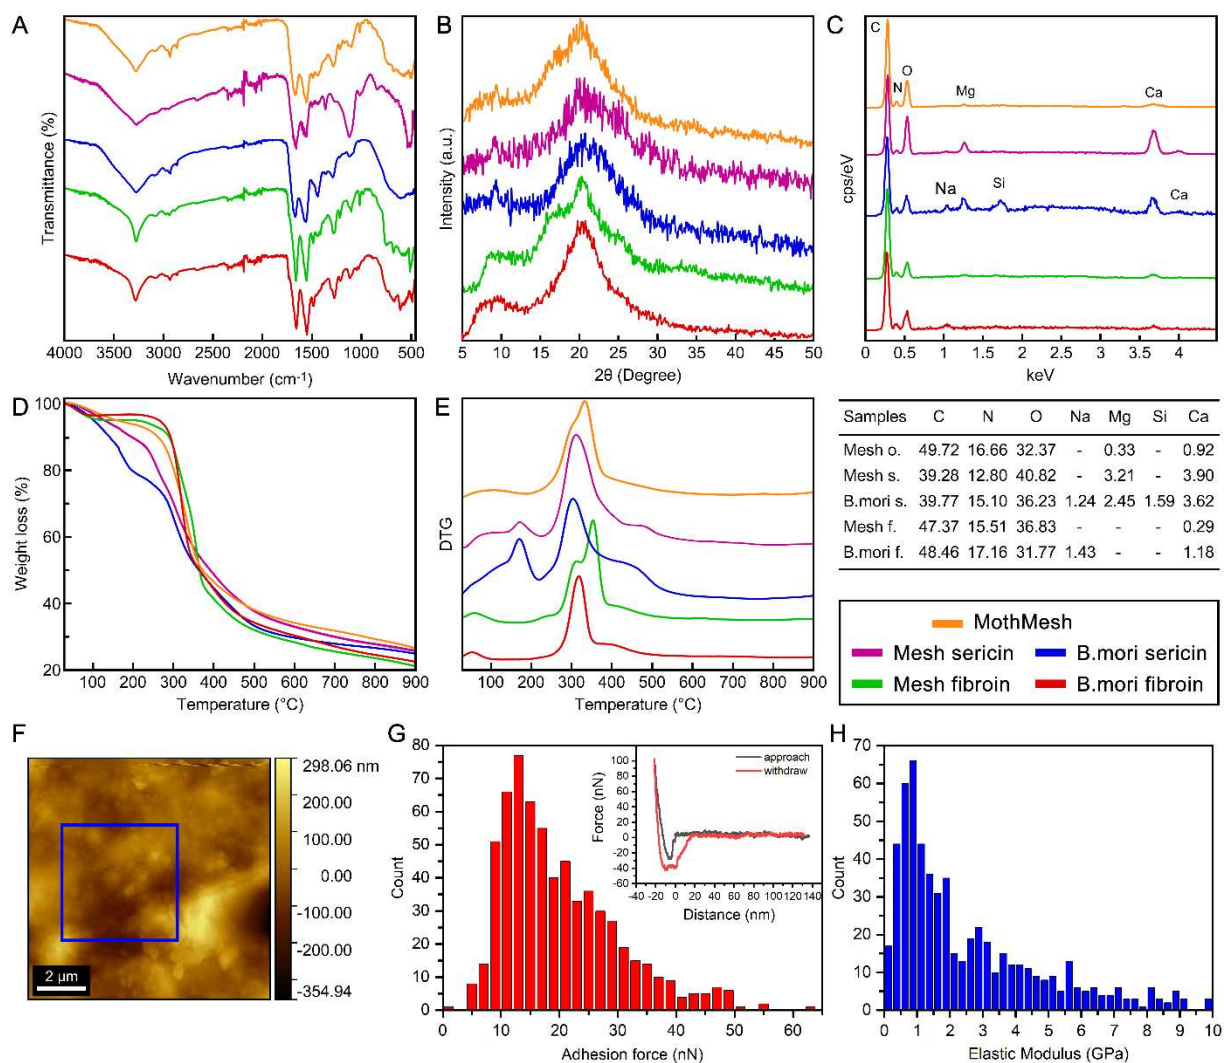 A
Transmittance (%)
4000 3500 3000 2500 2000 1500 1000 500
Wavenumber (cm-1)
B
Intensity (a.u.)
5 10 15 20 25 30 35 40 45 50
2θ (Degree)
C
C
N
O
Mg
Ca
Na
Si
Ca
cps/eV
0 0.5 1 1.5 2 2.5 3 3.5 4
keV
D
Weight loss (%)
100
80
60
40
20
100 200 300 400 500 600 700 800 900
Temperature (°C)
E
DTG
100 200 300 400 500 600 700 800 900
Temperature (°C)
Samples C N O Na Mg Si Ca
Mesh o. 49.72 16.66 32.37 - 0.33 - 0.92
Mesh s. 39.28 12.80 40.82 - 3.21 - 3.90
B.mori s. 39.77 15.10 36.23 1.24 2.45 1.59 3.62
Mesh f. 47.37 15.51 36.83 - - - 0.29
B.mori f. 48.46 17.16 31.77 1.43 - - 1.18
MothMesh
Mesh sericin B.mori sericin
Mesh fibroin B.mori fibroin
F
298.06 nm
200.00
100.00
0.00
-100.00
-200.00
-354.94
2 μm
G
Count
80
70
60
50
40
30
20
10
0
0 10 20 30 40 50 60
Adhesion force (nN)
approach
withdraw
Force (nN)
100
80
60
40
20
0
-20
-40
-60
-40 -20 0 20 40 60 80 100 120 140
Distance (nm)
H
Count
70
60
50
40
30
20
10
0
0 1 2 3 4 5 6 7 8 9 10
Elastic Modulus (GPa)